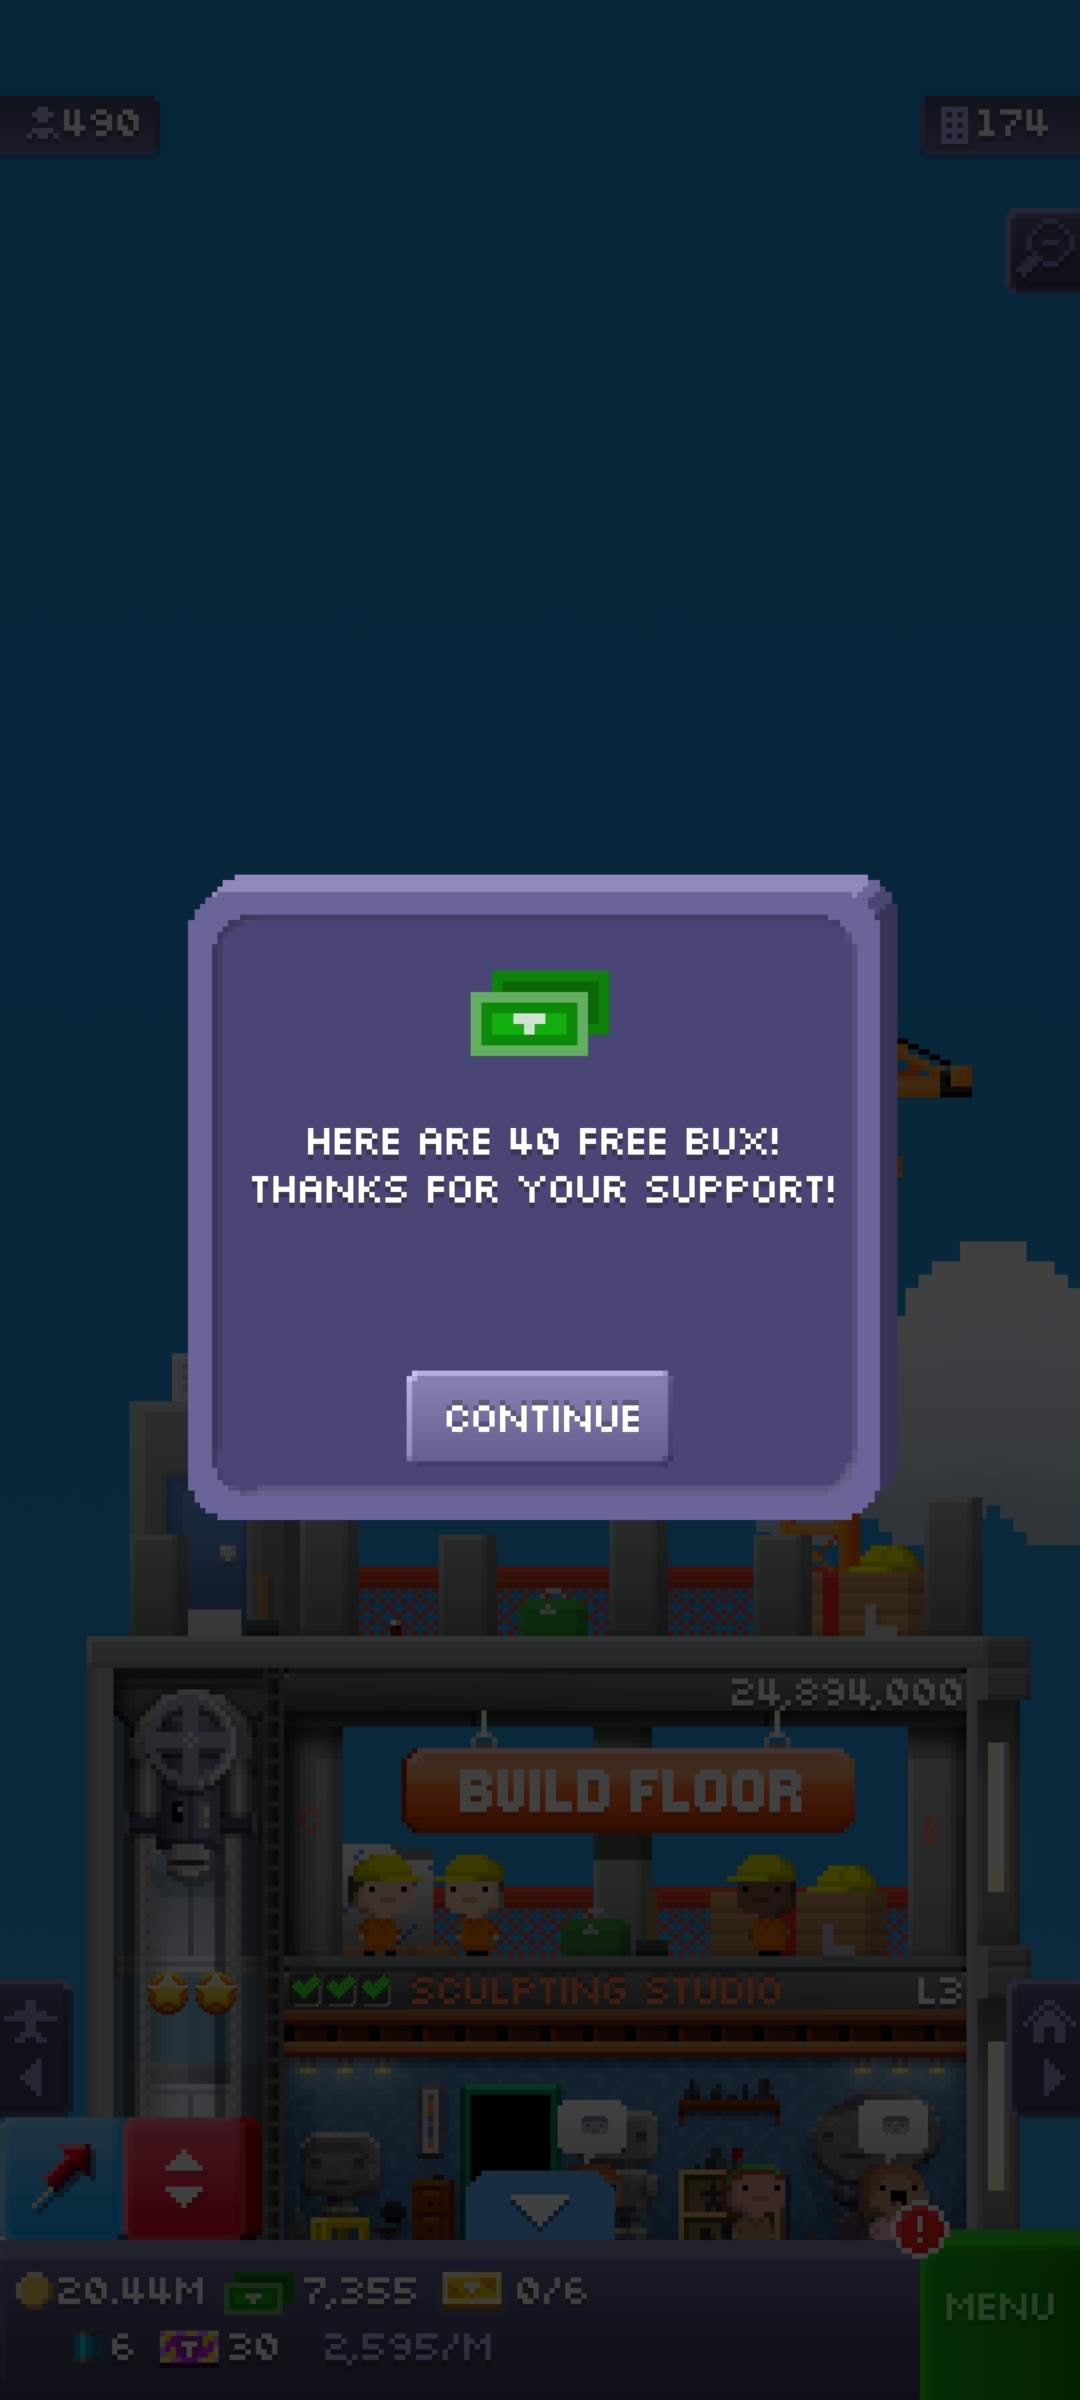 490
174
HERE ARE 40 FREE BUX!
THANKS FOR YOUR SUPPORT!
CONTINUE
24,894,000
BUILD FLOOR
C
B
SCULPTING STUDIO
L3
20.44M
7,355
0/6
MENU
6
30
2,595/M